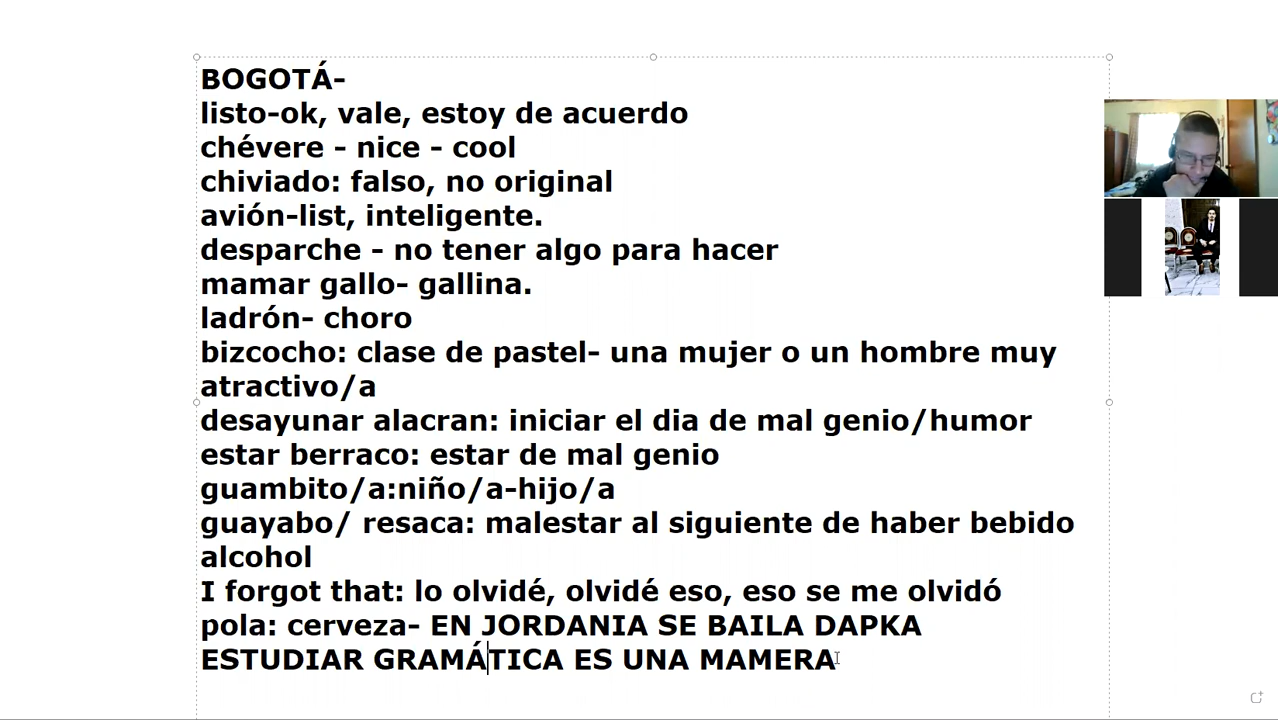 BOGOTÁ-
listo-ok, vale, estoy de acuerdo
chévere - nice - cool
chiviado: falso, no original
avión-list, inteligente.
desparche - no tener algo para hacer
mamar gallo- gallina.
ladrón- choro
bizcocho: clase de pastel- una mujer o un hombre muy
atractivo/a
desayunar alacran: iniciar el dia de mal genio/humor
estar berraco: estar de mal genio
guambito/a:niño/a-hijo/a
guayabo/ resaca: malestar al siguiente de haber bebido
alcohol
I forgot that: lo olvidé, olvidé eso, eso se me olvidó
pola: cerveza- EN JORDANIA SE BAILA DAPKA
ESTUDIAR GRAMÁTICA ES UNA MAMERA